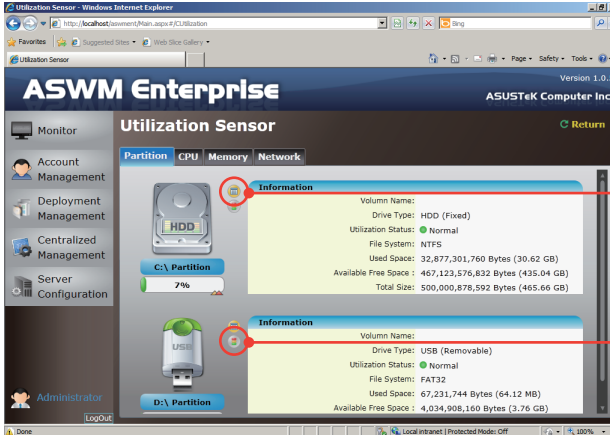 Utilization Sensor - Windows Internet Explorer
http://localhost/aswment/Main.aspx#/CUtilization
Bing
Favorites
Suggested Sites
Web Slice Gallery
Utilization Sensor
Page
Safety
Tools
ASWM Enterprise
Version 1.0.
ASUSTeK Computer Inc
Monitor
Account Management
Deployment Management
Centralized Management
Server Configuration
Administrator
LogOut
Utilization Sensor
Return
Partition CPU Memory Network
HDD
C:\ Partition
7%
Information
Volumn Name:
Drive Type: HDD (Fixed)
Utilization Status: Normal
File System: NTFS
Used Space: 32,877,301,760 Bytes (30.62 GB)
Available Free Space : 467,123,576,832 Bytes (435.04 GB)
Total Size: 500,000,878,592 Bytes (465.66 GB)
USB
D:\ Partition
Information
Volumn Name:
Drive Type: USB (Removable)
Utilization Status: Normal
File System: FAT32
Used Space: 67,231,744 Bytes (64.12 MB)
Available Free Space : 4,034,908,160 Bytes (3.76 GB)
Done
Local intranet | Protected Mode: Off
100%